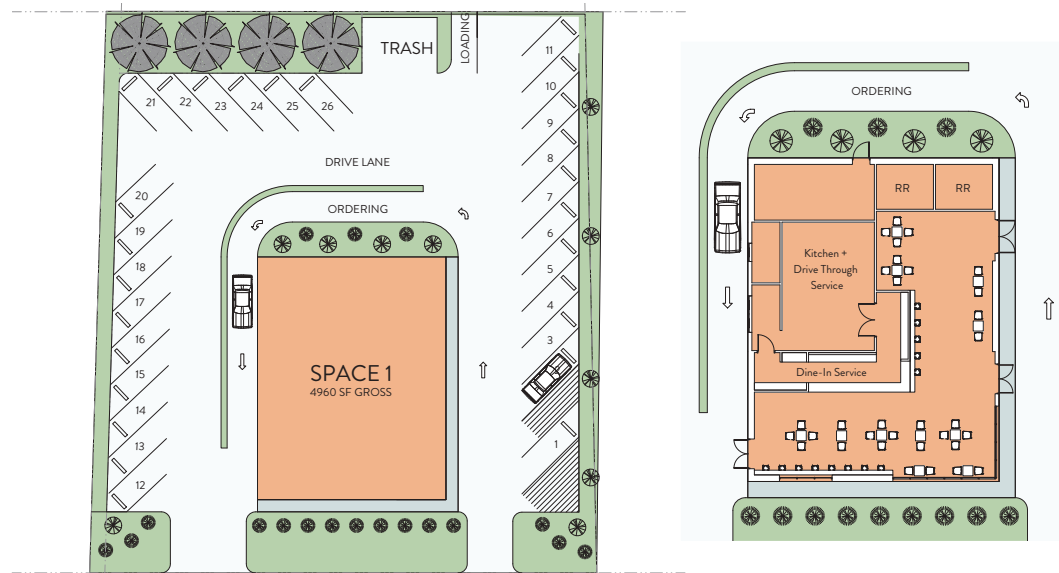 TRASH
LOADING
11
10
9
8
7
6
5
4
3
1
21
22
23
24
25
26
20
19
18
17
16
15
14
13
12
DRIVE LANE
ORDERING
SPACE 1
4960 SF GROSS
ORDERING
RR
RR
Kitchen +
Drive Through
Service
Dine-In Service